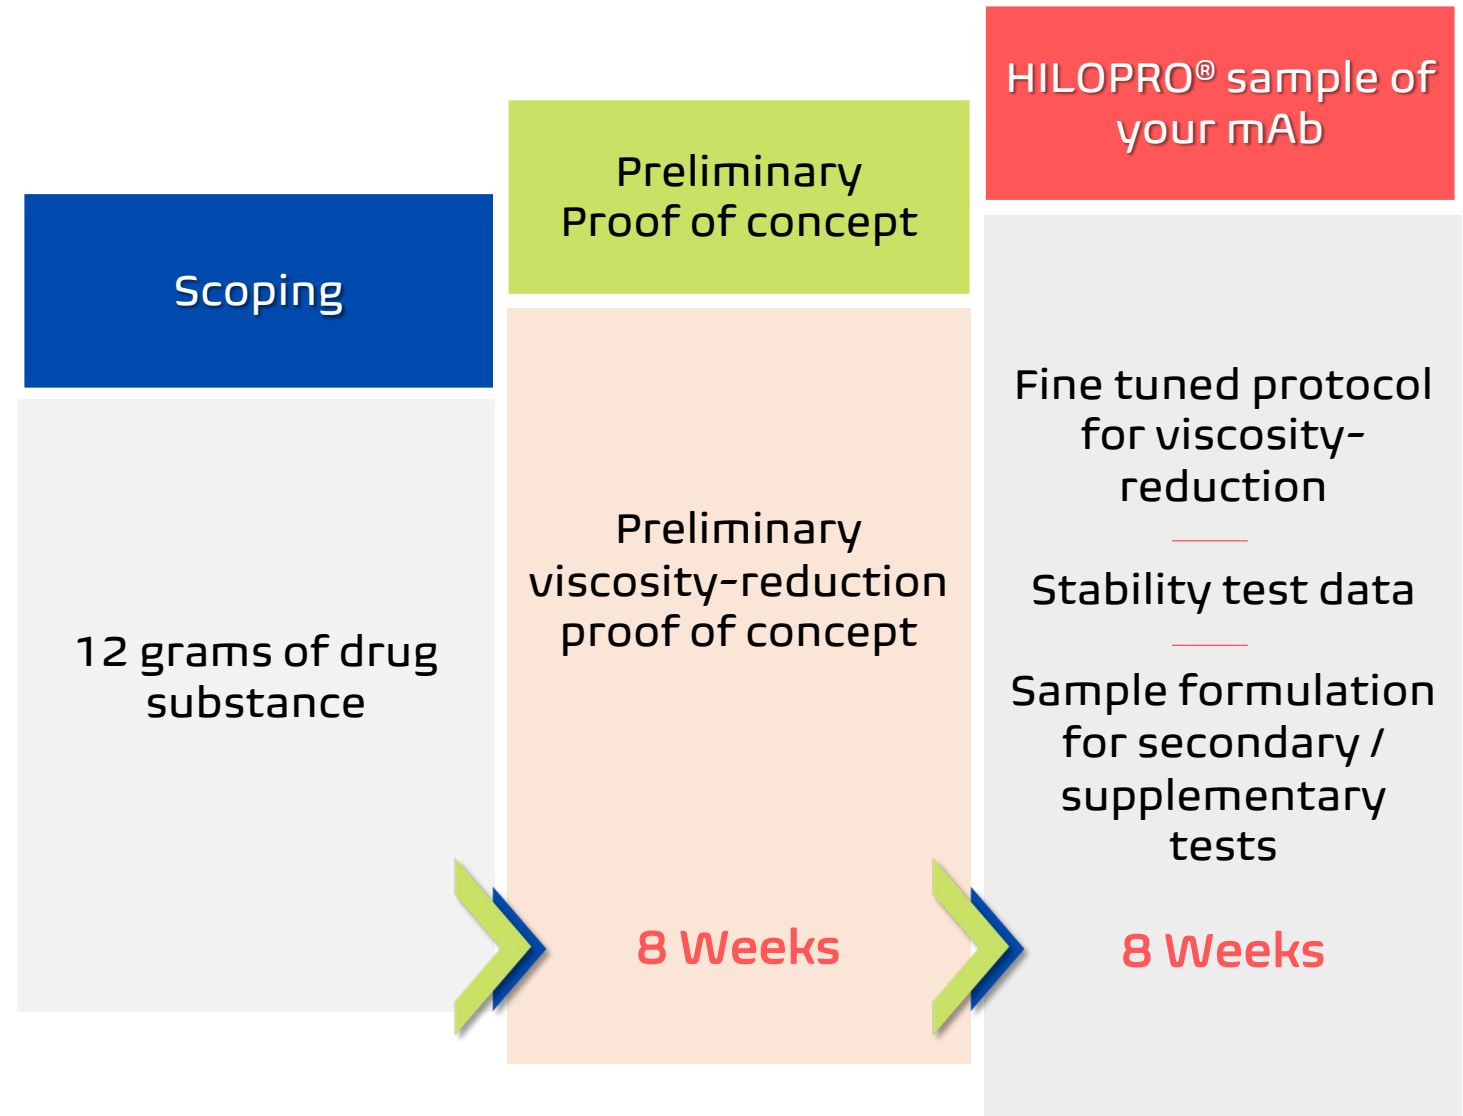 Scoping
12 grams of drug
substance
Preliminary
Proof of concept
Preliminary
viscosity-reduction
proof of concept
8 Weeks
HILOPRO® sample of
your mAb
Fine tuned protocol
for viscosity-
reduction
Stability test data
Sample formulation
for secondary /
supplementary
tests
8 Weeks